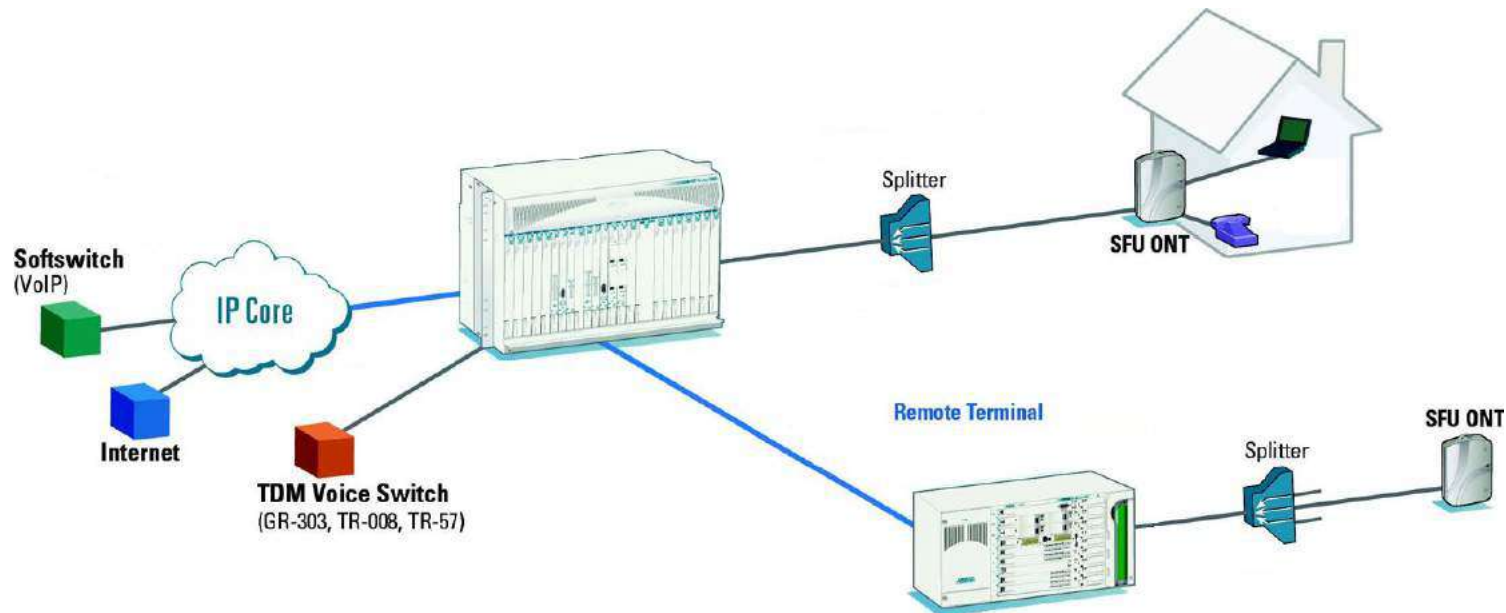 Splitter
SFU ONT
Softswitch
(VoIP)
IP Core
Internet
TDM Voice Switch
(GR-303, TR-008, TR-57)
Remote Terminal
Splitter
SFU ONT